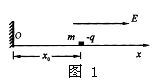 E
O m -q x
x₀
图 1